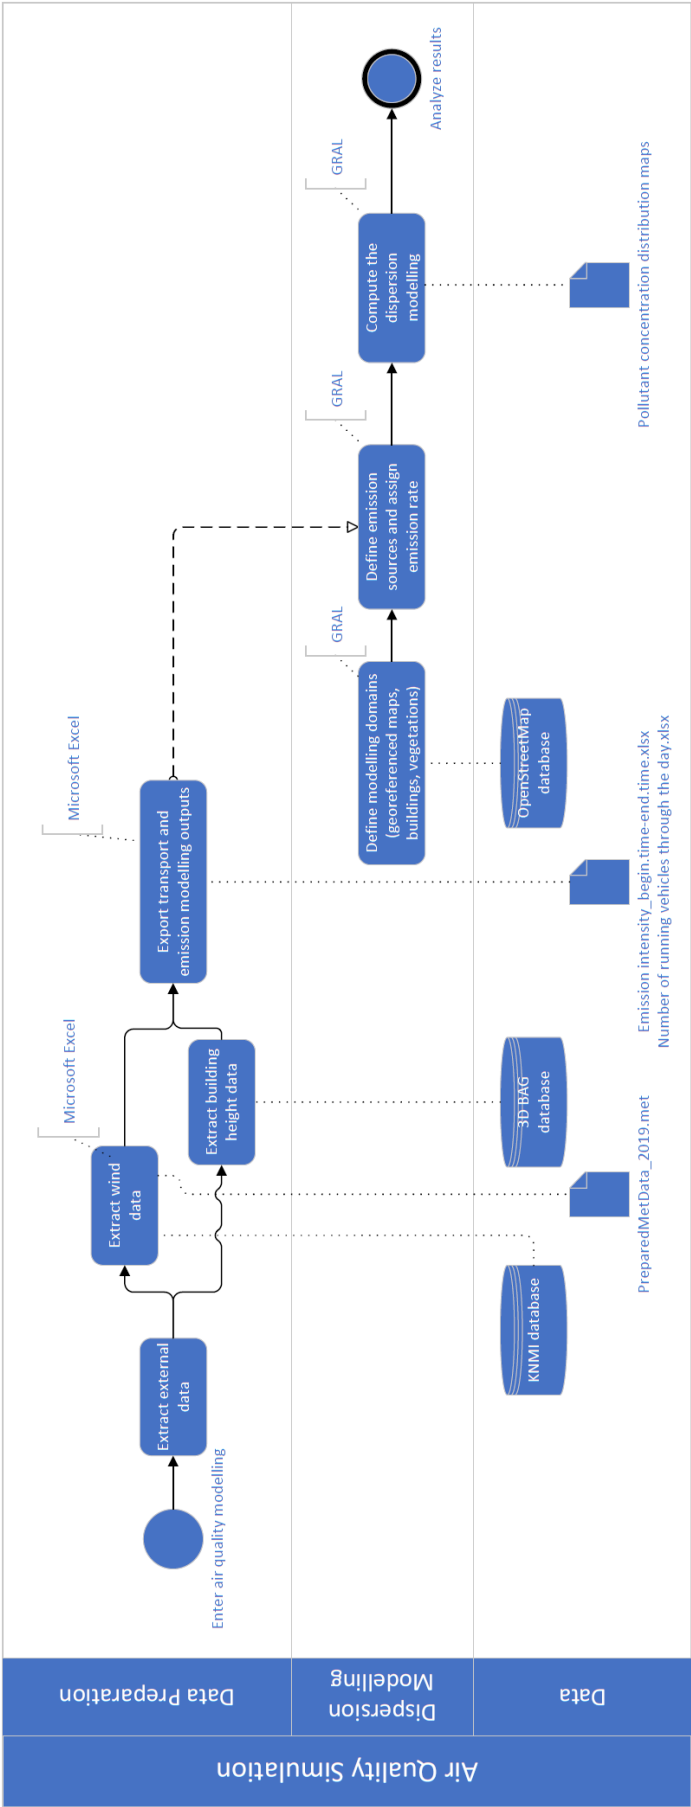 Air Quality Simulation
Data Preparation
Dispersion
Modelling
Data
Enter air quality modelling
Extract external
data
Extract wind
data
Microsoft Excel
Extract building
height data
Export transport and
emission modelling outputs
Microsoft Excel
Define modelling domains
(georeferenced maps,
buildings, vegetations)
GRAL
Define emission
sources and assign
emission rate
GRAL
Compute the
dispersion
modelling
GRAL
Analyze results
KNMI database
PreparedMetData_2019.met
3D BAG
database
Emission intensity_begin.time-end.time.xlsx
Number of running vehicles through the day.xlsx
OpenStreetMap
database
Pollutant concentration distribution maps